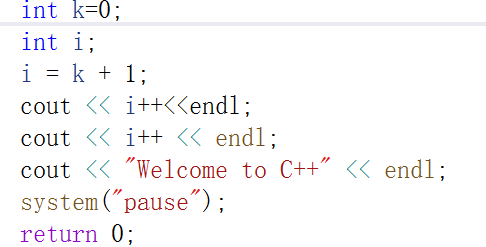 int k=0;
int i;
i = k + 1;
cout << i++<<endl;
cout << i++ << endl;
cout << "Welcome to C++" << endl;
system("pause");
return 0;